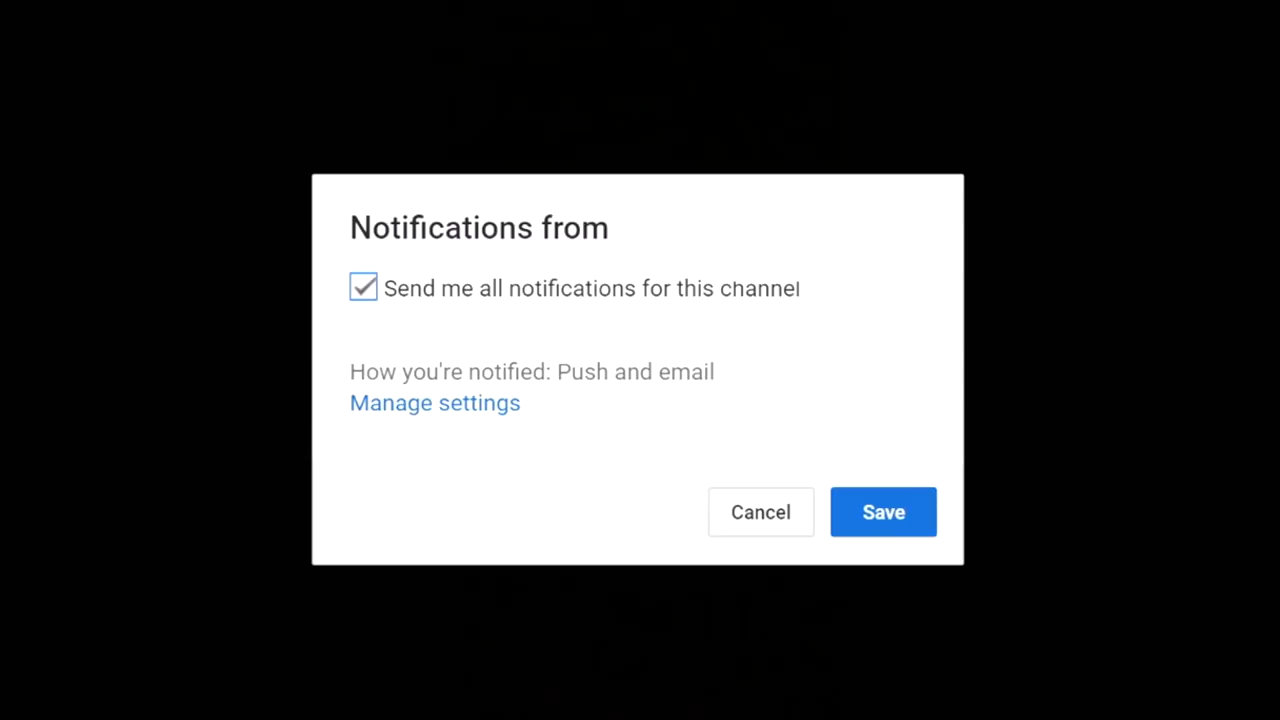 Notifications from
Send me all notifications for this channel
How you're notified: Push and email
Manage settings
Cancel
Save